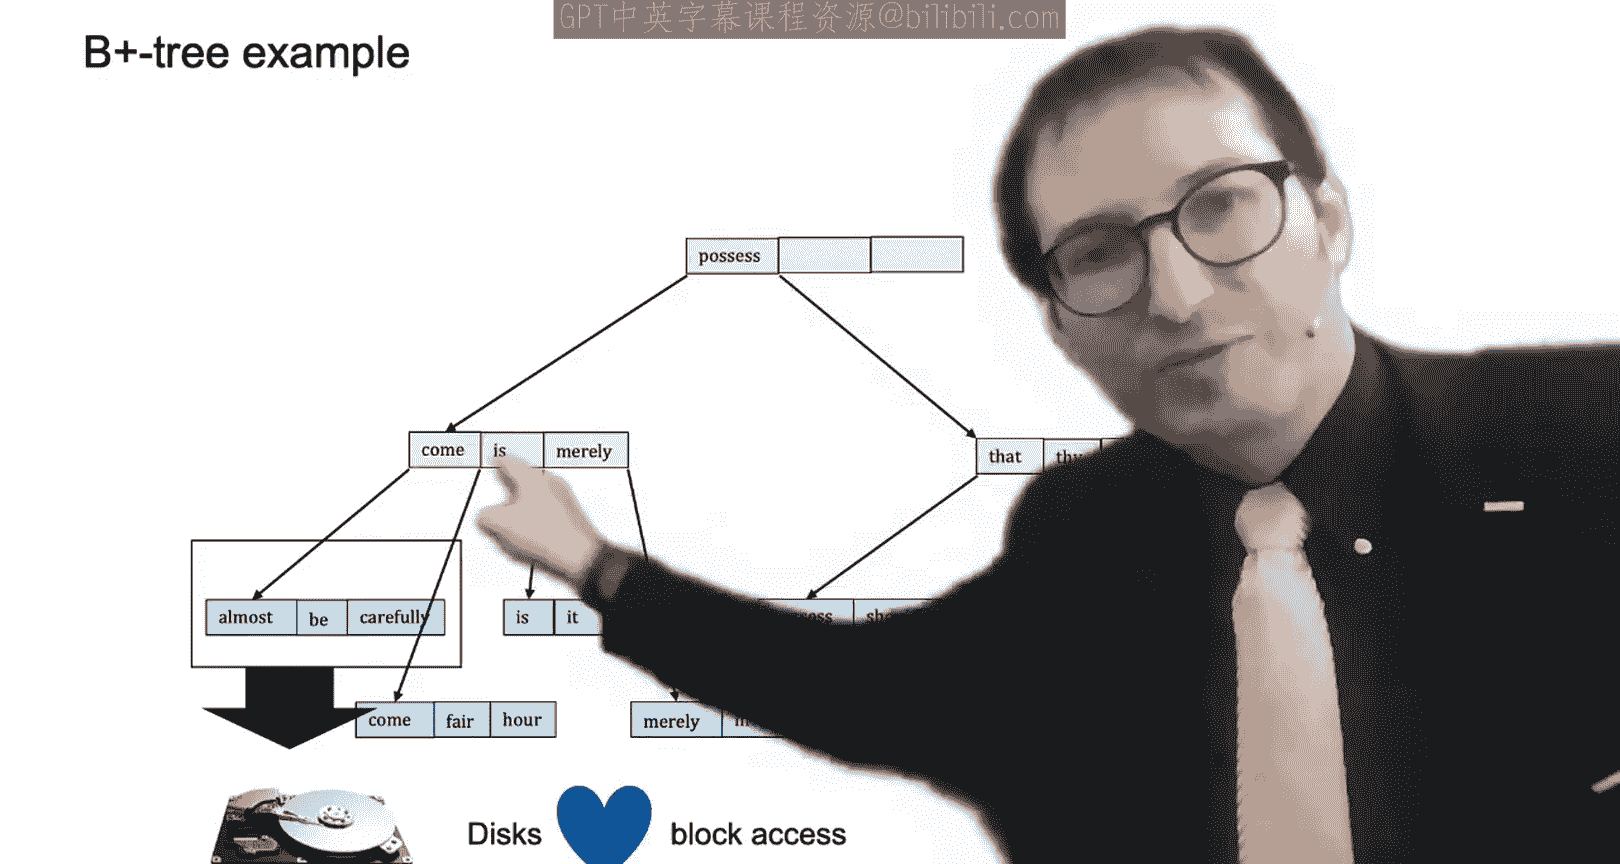 GPT中英字幕课程资源@bilibili.com
B+-tree example
possess
come is merely
that
almost be carefully
is it
come fair hour
merely
Disks block access